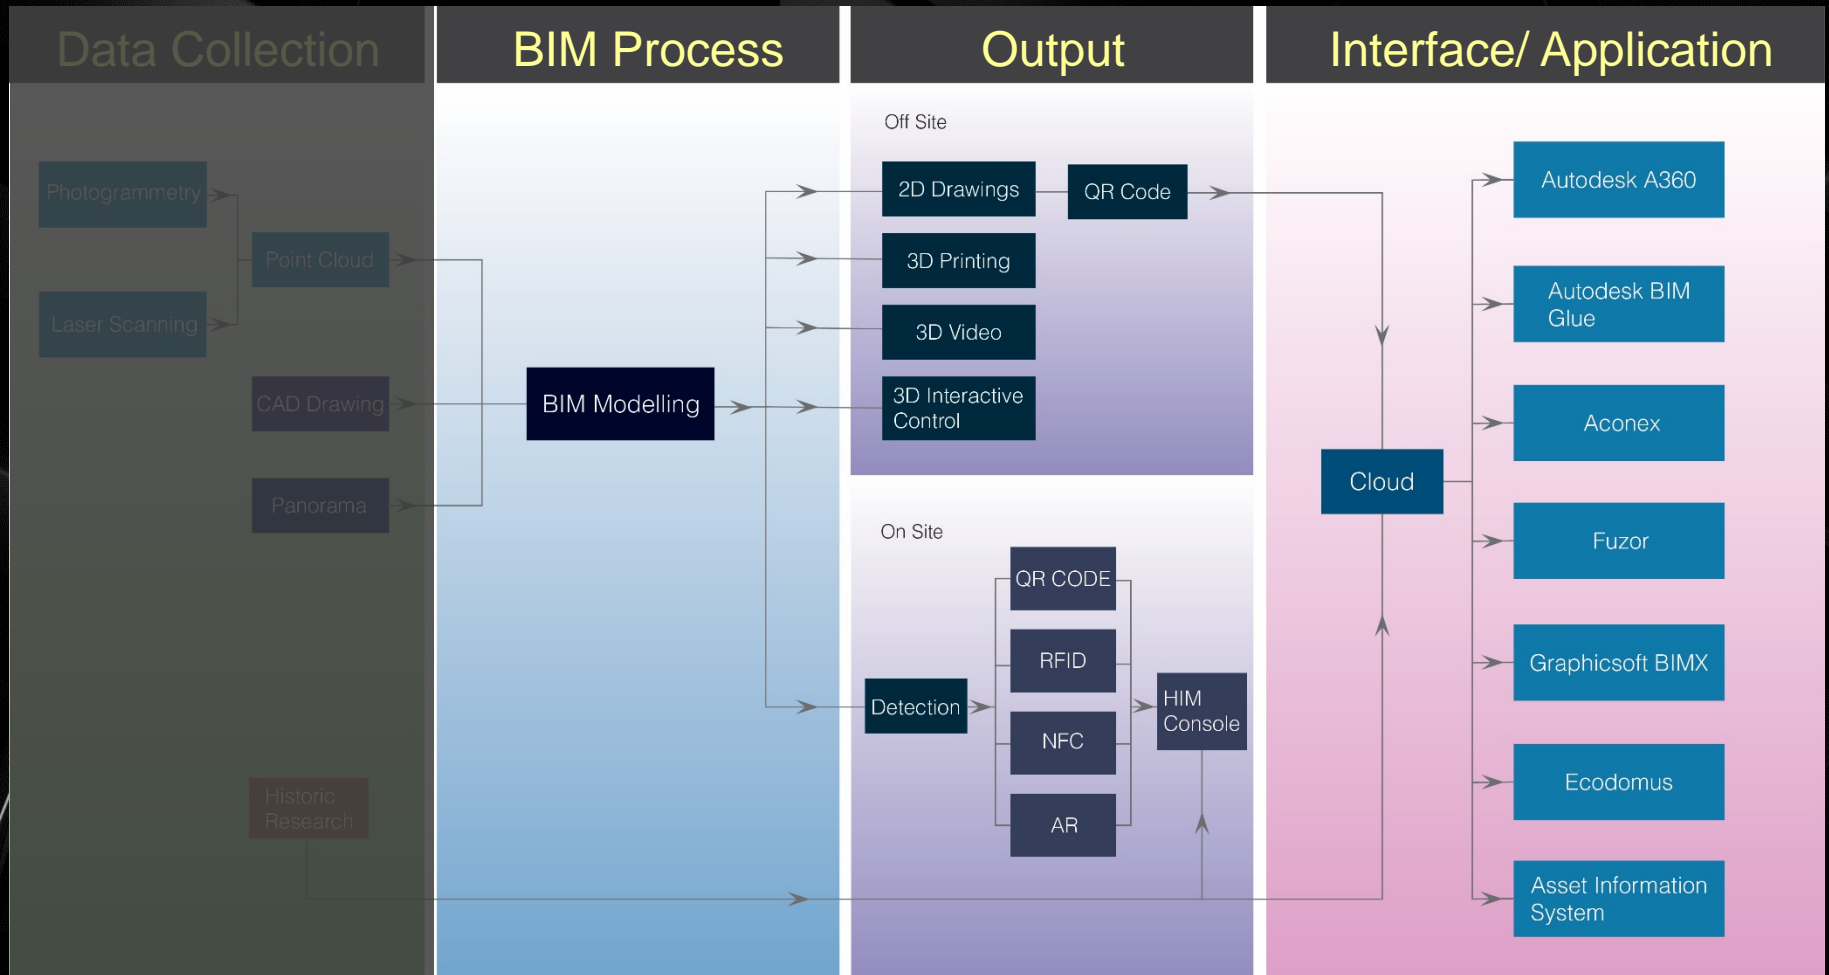 Data Collection
BIM Process
Output
Interface/ Application
Photogrammetry
Laser Scanning
Point Cloud
CAD Drawing
Panorama
Historic
Research
BIM Modelling
Off Site
2D Drawings
QR Code
3D Printing
3D Video
3D Interactive
Control
On Site
Detection
QR CODE
RFID
NFC
AR
HIM
Console
Cloud
Autodesk A360
Autodesk BIM
Glue
Aconex
Fuzor
Graphicsoft BIMX
Ecodomus
Asset Information
System